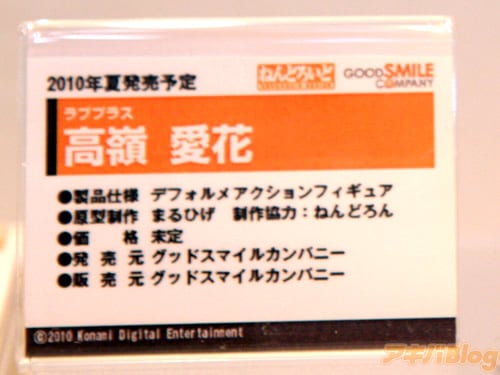 2010年夏発売予定
ねんどろいど
GOOD SMILE
COMPANY
ラブプラス
高嶺 愛花
●製品仕様 デフォルメアクションフィギュア
●原型制作 まるひげ 制作協力：ねんどろん
●価 格 未定
●発 売 元 グッドスマイルカンパニー
●販 売 元 グッドスマイルカンパニー
©2010 Konami Digital Entertainment
アキバBlog